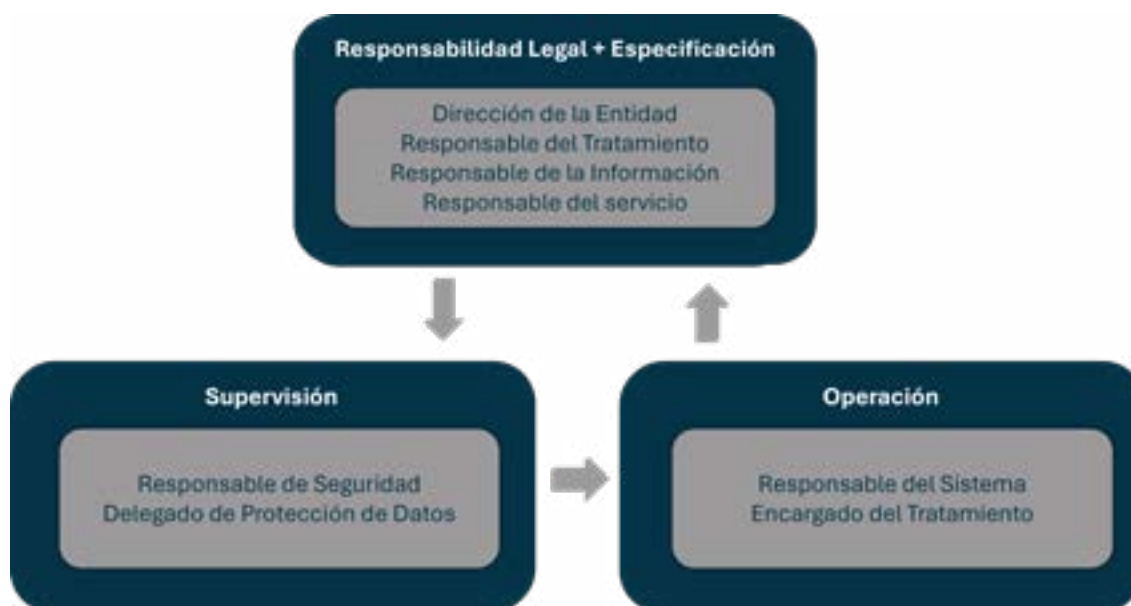 Responsabilidad Legal + Especificación
Dirección de la Entidad
Responsable del Tratamiento
Responsable de la Información
Responsable del servicio
Supervisión
Responsable de Seguridad
Delegado de Protección de Datos
Operación
Responsable del Sistema
Encargado del Tratamiento